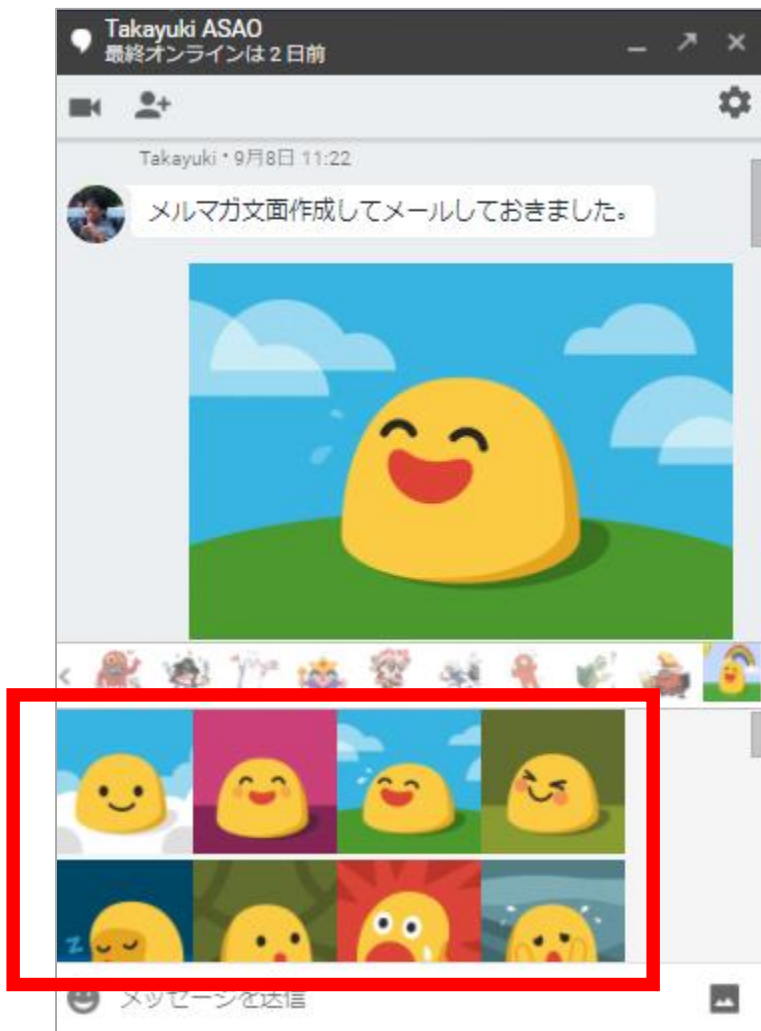 Takayuki ASAO
最終オンラインは2日前
Takayuki • 9月8日 11:22
メルマガ文面作成してメールしておきました。
z
メッセージを送信